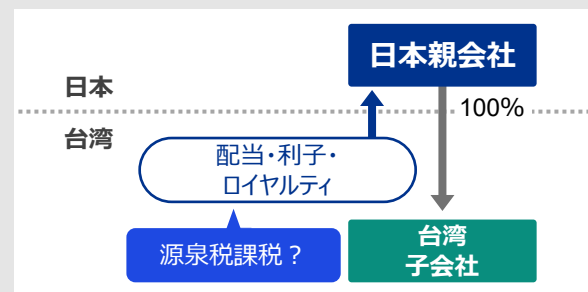 日本親会社
日本
100%
台湾
配当・利子・
ロイヤルティ
源泉税課税？
台湾
子会社